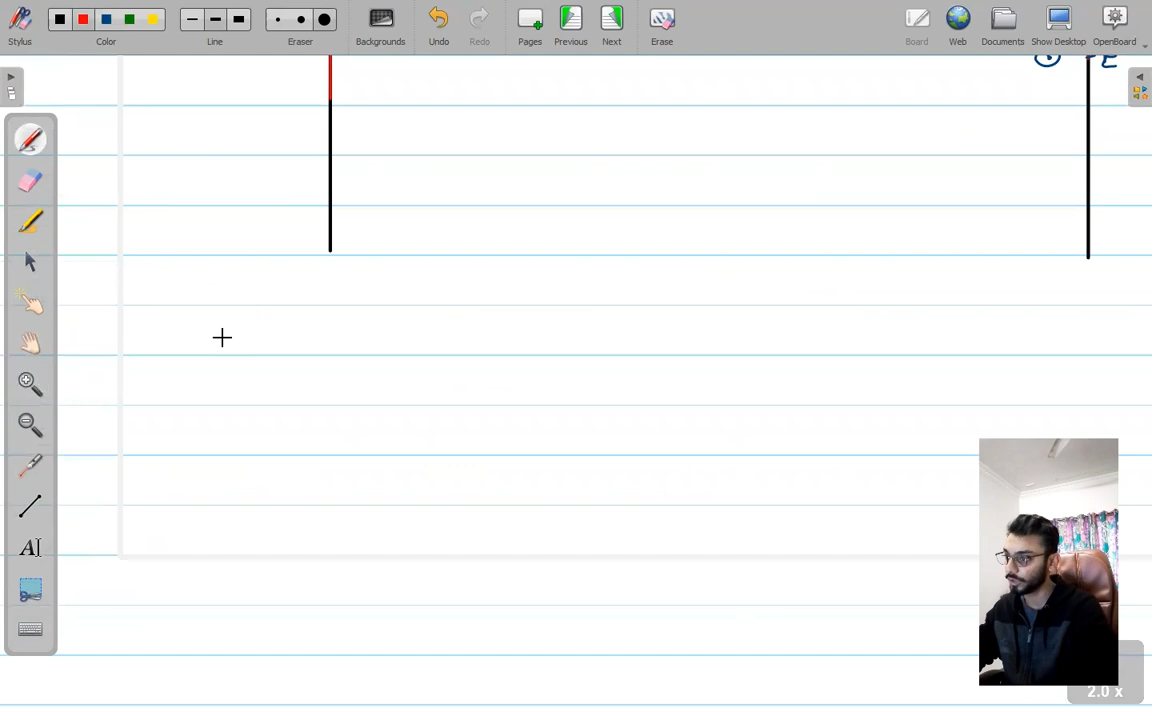 Stylus Color Line Eraser Backgrounds Undo Redo Pages Previous Next Erase Board Web Documents Show Desktop OpenBoard
E
AI
2.0 x